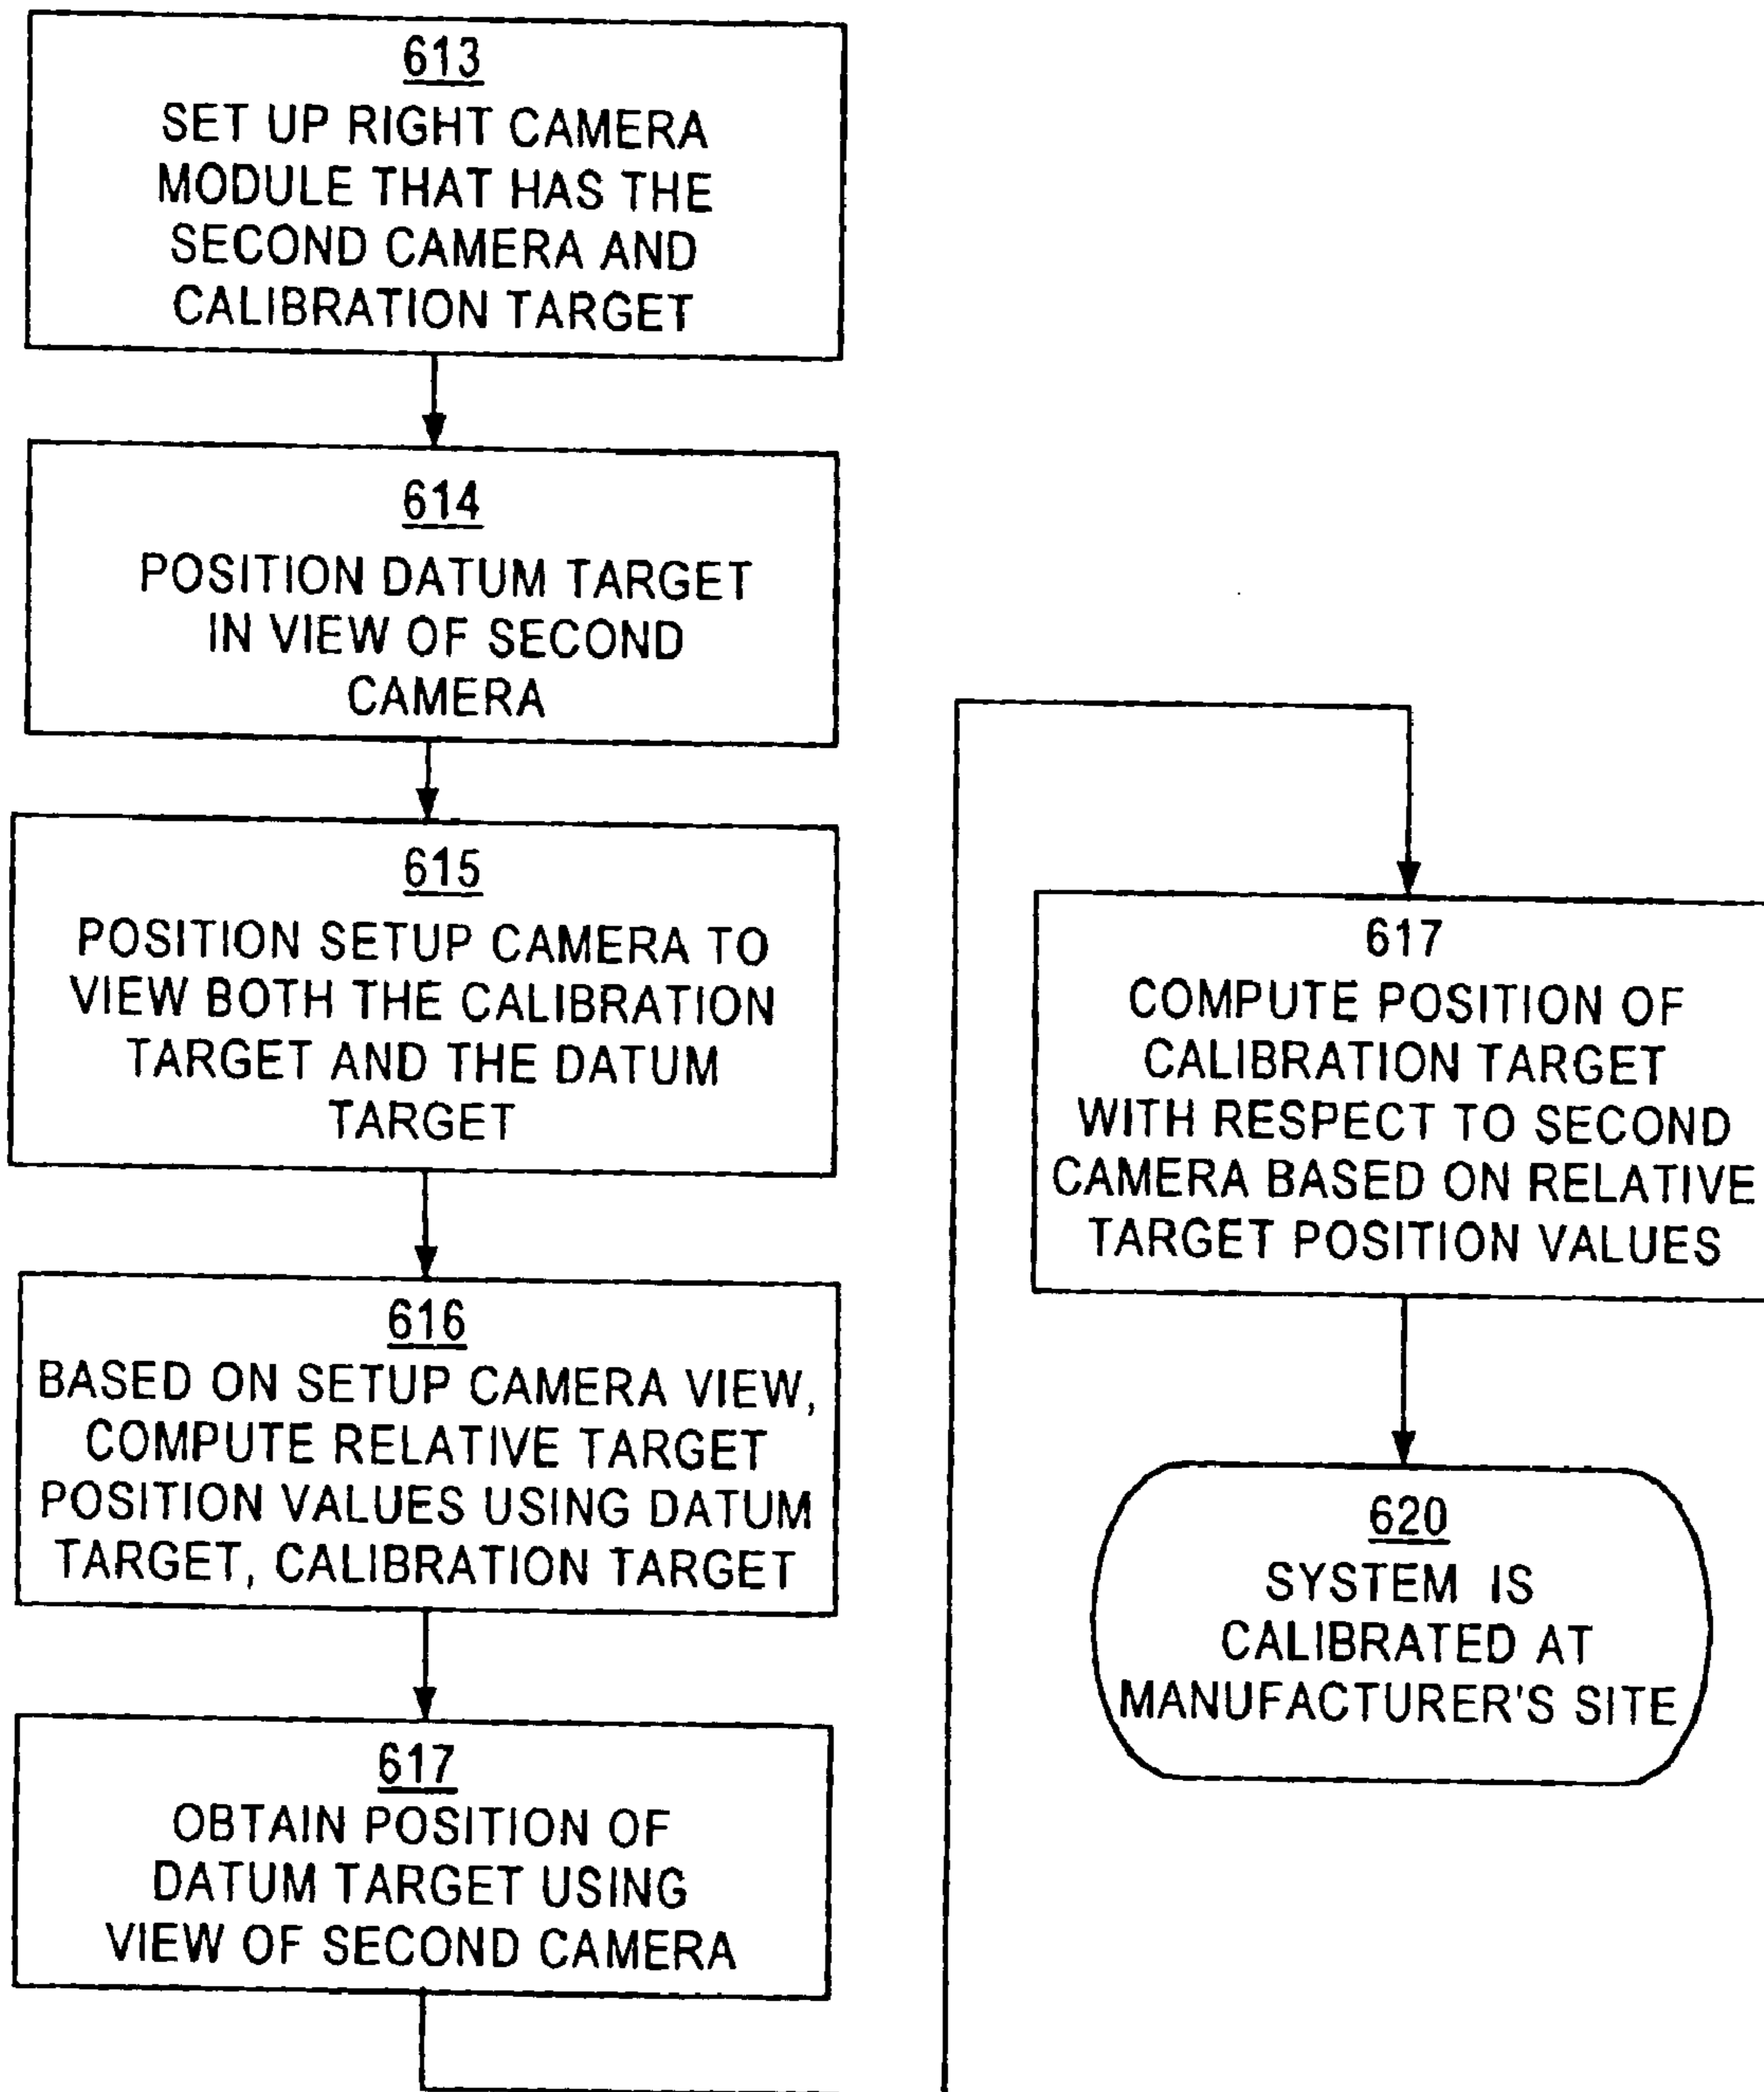 613
SET UP RIGHT CAMERA
MODULE THAT HAS THE
SECOND CAMERA AND
CALIBRATION TARGET
614
POSITION DATUM TARGET
IN VIEW OF SECOND
CAMERA
615
POSITION SETUP CAMERA TO
VIEW BOTH THE CALIBRATION
TARGET AND THE DATUM
TARGET
616
BASED ON SETUP CAMERA VIEW,
COMPUTE RELATIVE TARGET
POSITION VALUES USING DATUM
TARGET, CALIBRATION TARGET
617
OBTAIN POSITION OF
DATUM TARGET USING
VIEW OF SECOND CAMERA
617
COMPUTE POSITION OF
CALIBRATION TARGET
WITH RESPECT TO SECOND
CAMERA BASED ON RELATIVE
TARGET POSITION VALUES
620
SYSTEM IS
CALIBRATED AT
MANUFACTURER'S SITE